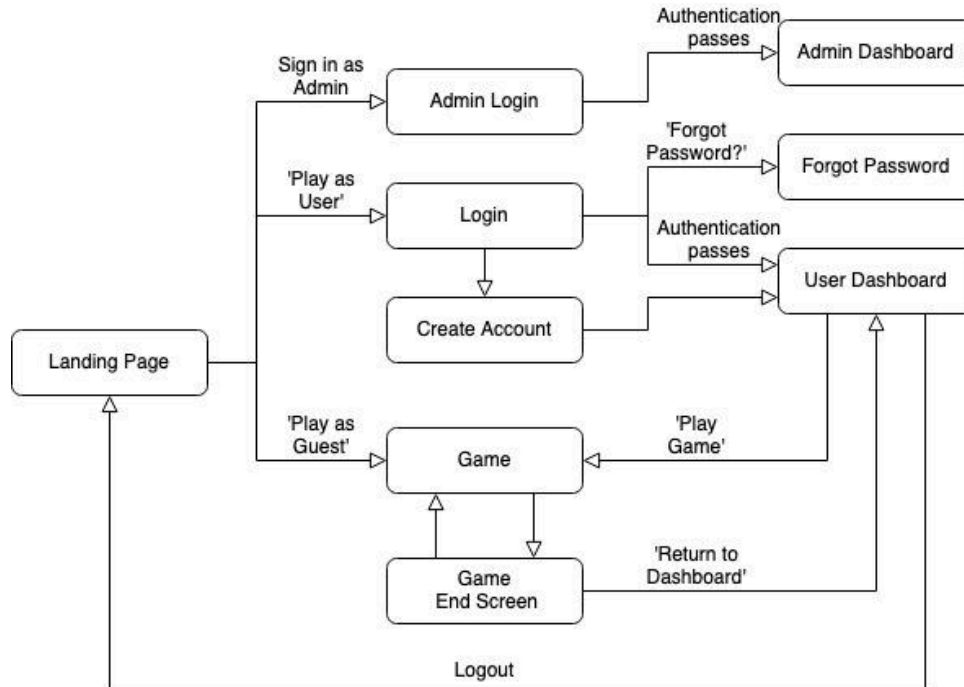 Authentication
passes
Admin Dashboard
Sign in as
Admin
Admin Login
'Forgot
Password?'
Forgot Password
'Play as
User'
Login
Authentication
passes
User Dashboard
Create Account
Landing Page
'Play as
Guest'
Game
'Play
Game'
Game
End Screen
'Return to
Dashboard'
Logout